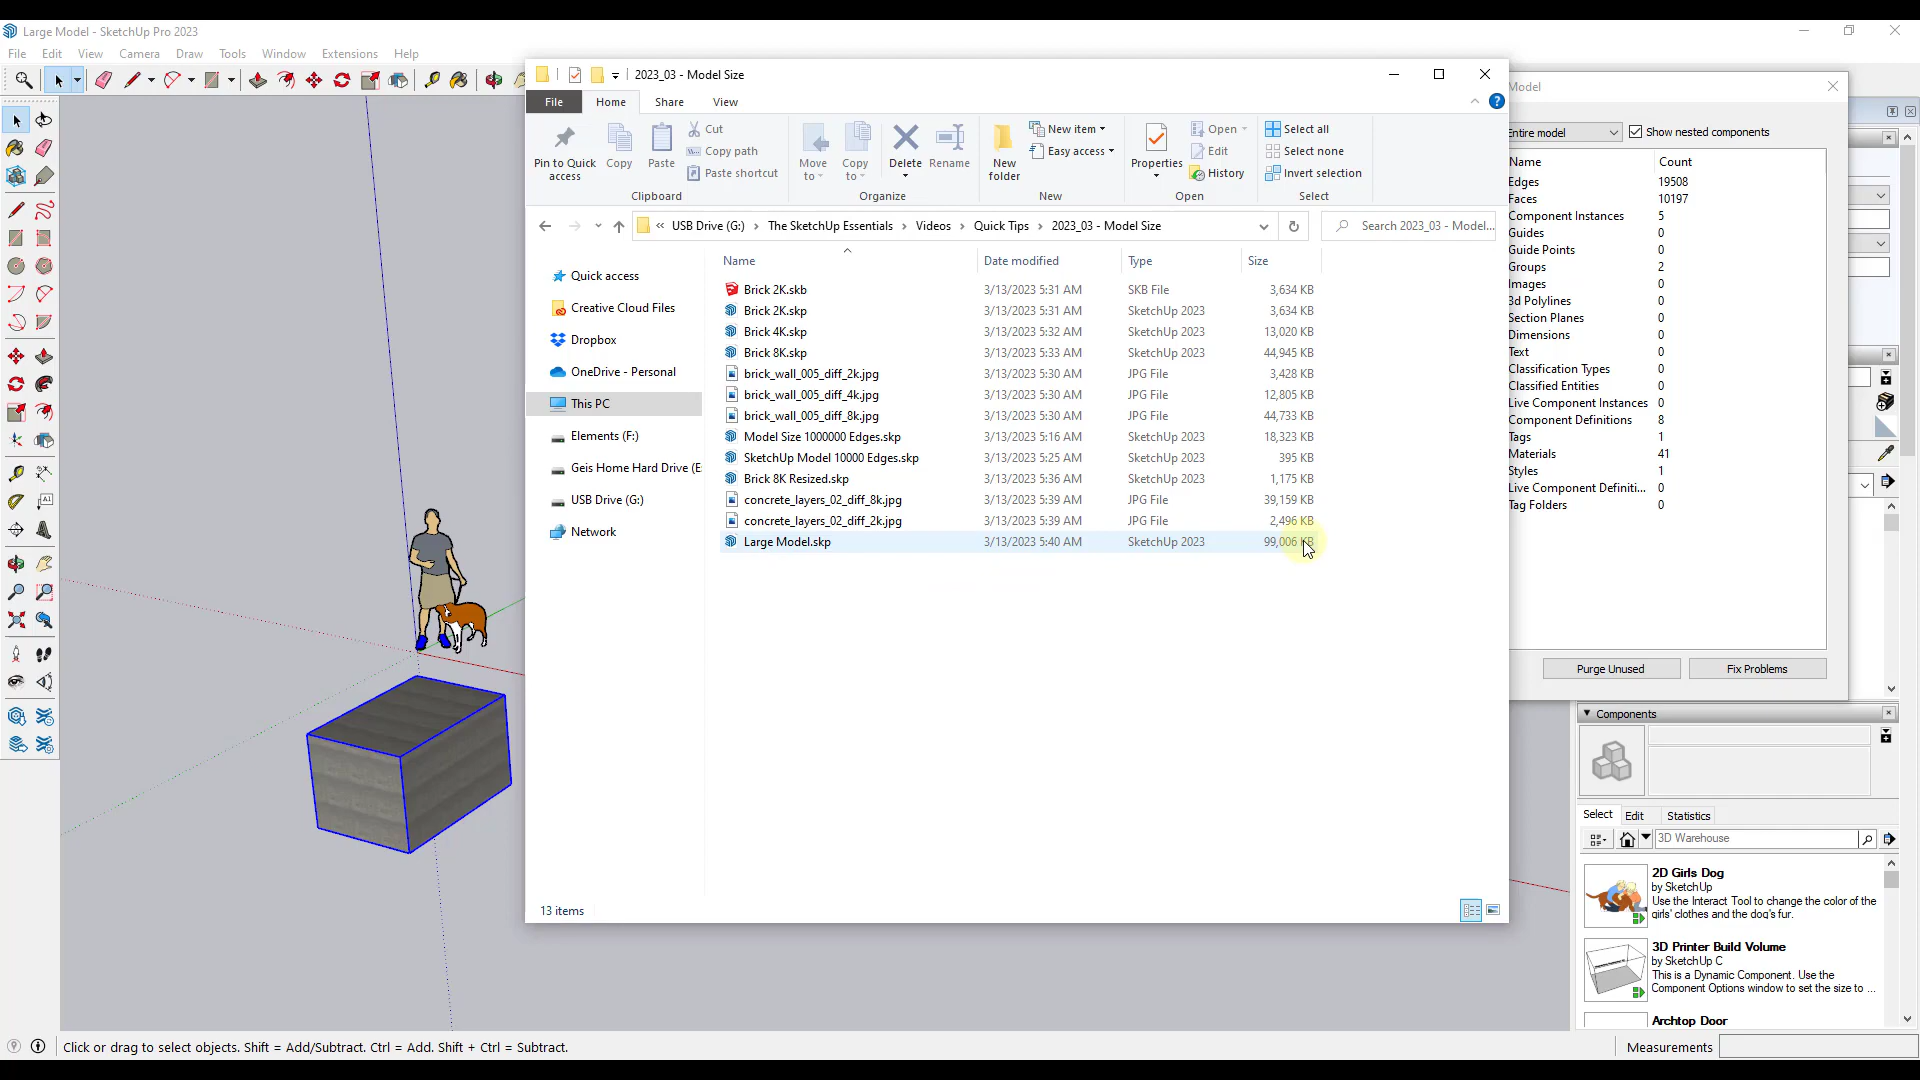 Large Model - SketchUp Pro 2023
File Edit View Camera Draw Tools Window Extensions Help
2023_03 - Model Size
File Home Share View
Pin to Quick access
Copy
Paste
Cut
Copy path
Paste shortcut
Clipboard
Move to
Copy to
Delete
Rename
Organize
New folder
New item
Easy access
New
Properties
Open
Edit
History
Open
Select all
Select none
Invert selection
Select
« USB Drive (G:) > The SketchUp Essentials > Videos > Quick Tips > 2023_03 - Model Size
Search 2023_03 - Model...
Quick access
Creative Cloud Files
Dropbox
OneDrive - Personal
This PC
Elements (F:)
Geis Home Hard Drive (E:
USB Drive (G:)
Network
Name Date modified Type Size
Brick 2K.skb 3/13/2023 5:31 AM SKB File 3,634 KB
Brick 2K.skp 3/13/2023 5:31 AM SketchUp 2023 3,634 KB
Brick 4K.skp 3/13/2023 5:32 AM SketchUp 2023 13,020 KB
Brick 8K.skp 3/13/2023 5:33 AM SketchUp 2023 44,945 KB
brick_wall_005_diff_2k.jpg 3/13/2023 5:30 AM JPG File 3,428 KB
brick_wall_005_diff_4k.jpg 3/13/2023 5:30 AM JPG File 12,805 KB
brick_wall_005_diff_8k.jpg 3/13/2023 5:30 AM JPG File 44,733 KB
Model Size 1000000 Edges.skp 3/13/2023 5:16 AM SketchUp 2023 18,323 KB
SketchUp Model 10000 Edges.skp 3/13/2023 5:25 AM SketchUp 2023 395 KB
Brick 8K Resized.skp 3/13/2023 5:36 AM SketchUp 2023 1,175 KB
concrete_layers_02_diff_8k.jpg 3/13/2023 5:39 AM JPG File 39,159 KB
concrete_layers_02_diff_2k.jpg 3/13/2023 5:39 AM JPG File 2,496 KB
Large Model.skp 3/13/2023 5:40 AM SketchUp 2023 99,006 KB
13 items
Model
Entire model
Show nested components
Name Count
Edges 19508
Faces 10197
Component Instances 5
Guides 0
Guide Points 0
Groups 2
Images 0
3d Polylines 0
Section Planes 0
Dimensions 0
Text 0
Classification Types 0
Classified Entities 0
Live Component Instances 0
Component Definitions 8
Tags 1
Materials 41
Styles 1
Live Component Definiti... 0
Tag Folders 0
Purge Unused
Fix Problems
Components
Select Edit Statistics
3D Warehouse
2D Girls Dog
by SketchUp
Use the Interact Tool to change the color of the
girls' clothes and the dog's fur.
3D Printer Build Volume
by SketchUp C
This is a Dynamic Component. Use the
Component Options window to set the size to ...
Archtop Door
Click or drag to select objects. Shift = Add/Subtract. Ctrl = Add. Shift + Ctrl = Subtract.
Measurements